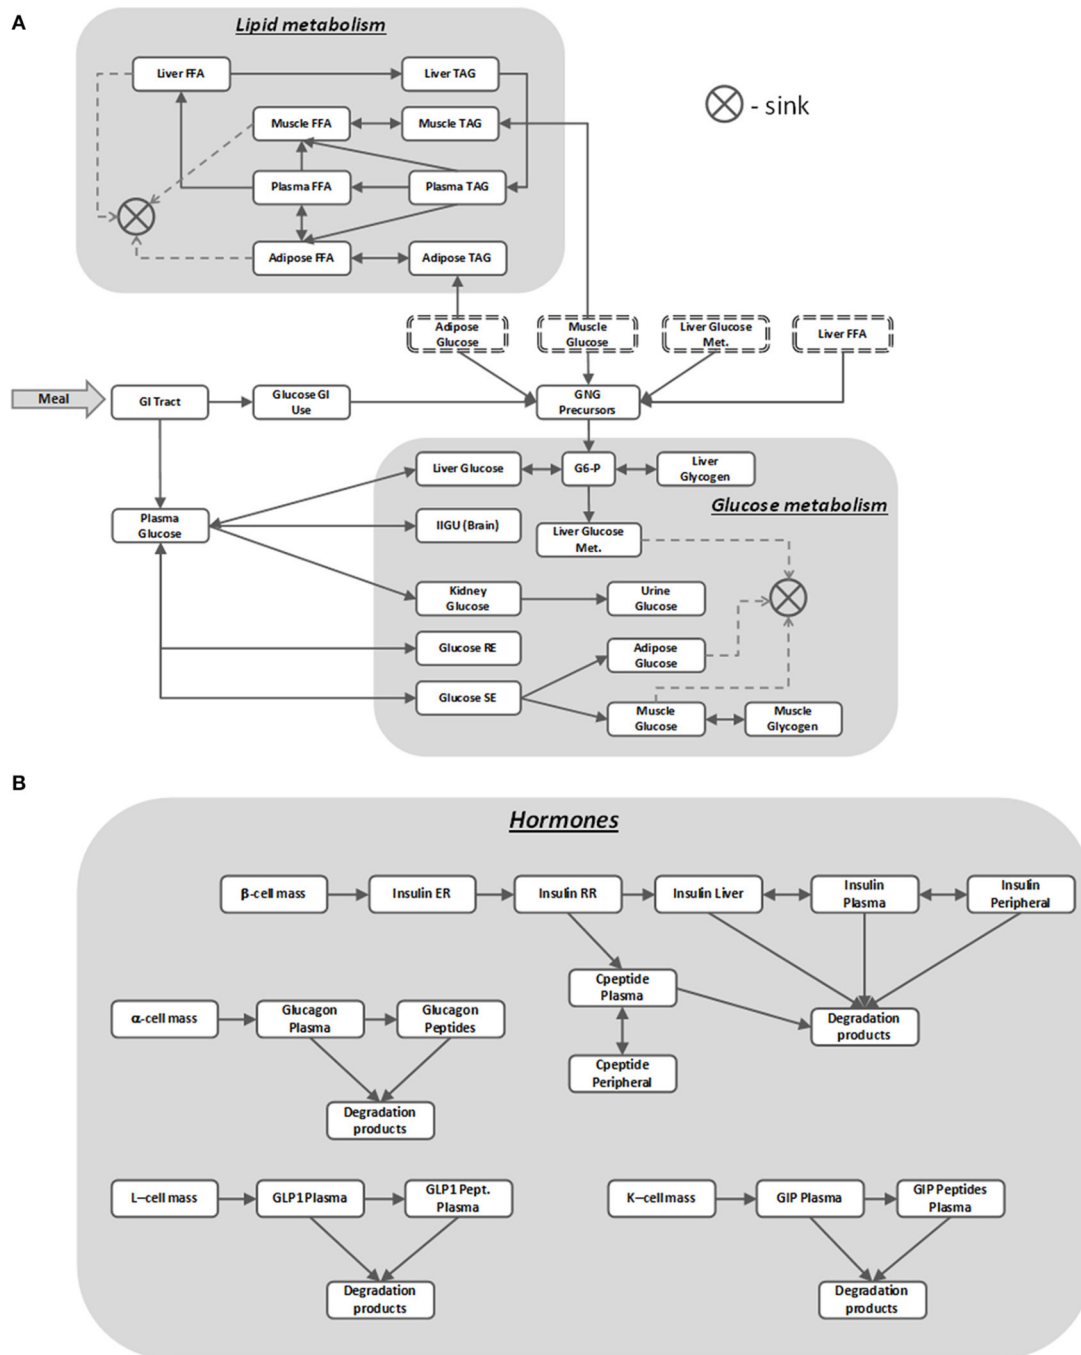 A
Lipid metabolism
Liver FFA
Liver TAG
- sink
Muscle FFA
Muscle TAG
Plasma FFA
Plasma TAG
Adipose FFA
Adipose TAG
Adipose
Glucose
Muscle
Glucose
Liver Glucose
Met.
Liver FFA
Meal
GI Tract
Glucose GI
Use
GNG
Precursors
Liver Glucose
G6-P
Liver
Glycogen
Glucose metabolism
Plasma
Glucose
IIGU (Brain)
Liver Glucose
Met.
Kidney
Glucose
Urine
Glucose
Glucose RE
Adipose
Glucose
Glucose SE
Muscle
Glucose
Muscle
Glycogen
B
Hormones
β-cell mass
Insulin ER
Insulin RR
Insulin Liver
Insulin
Plasma
Insulin
Peripheral
Cpeptide
Plasma
α-cell mass
Glucagon
Plasma
Glucagon
Peptides
Degradation
products
Cpeptide
Peripheral
Degradation
products
L–cell mass
GLP1 Plasma
GLP1 Pept.
Plasma
K–cell mass
GIP Plasma
GIP Peptides
Plasma
Degradation
products
Degradation
products